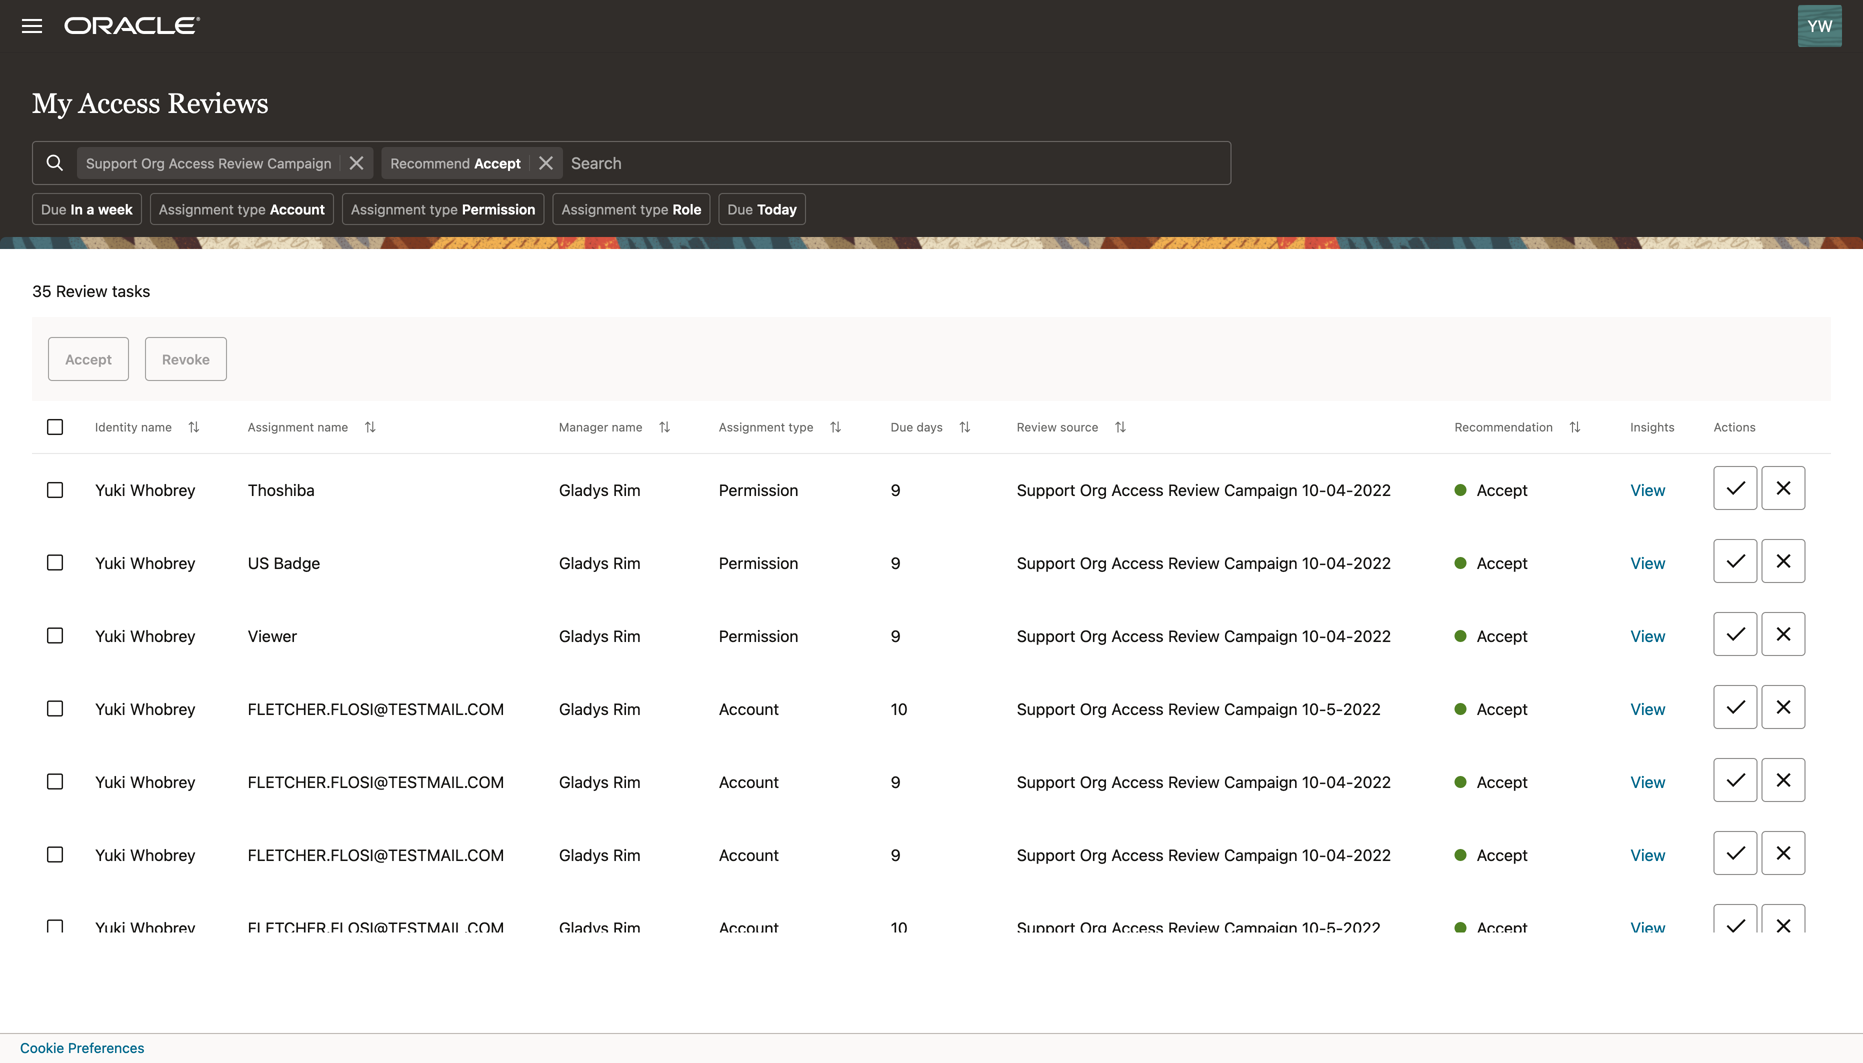 ORACLE
YW
My Access Reviews
Support Org Access Review Campaign Recommend Accept Search
Due In a week Assignment type Account Assignment type Permission Assignment type Role Due Today
35 Review tasks
Accept Revoke
Identity name Assignment name Manager name Assignment type Due days Review source Recommendation Insights Actions
Yuki Whobrey Thoshiba Gladys Rim Permission 9 Support Org Access Review Campaign 10-04-2022 Accept View
Yuki Whobrey US Badge Gladys Rim Permission 9 Support Org Access Review Campaign 10-04-2022 Accept View
Yuki Whobrey Viewer Gladys Rim Permission 9 Support Org Access Review Campaign 10-04-2022 Accept View
Yuki Whobrey FLETCHER.FLOSI@TESTMAIL.COM Gladys Rim Account 10 Support Org Access Review Campaign 10-5-2022 Accept View
Yuki Whobrey FLETCHER.FLOSI@TESTMAIL.COM Gladys Rim Account 9 Support Org Access Review Campaign 10-04-2022 Accept View
Yuki Whobrey FLETCHER.FLOSI@TESTMAIL.COM Gladys Rim Account 9 Support Org Access Review Campaign 10-04-2022 Accept View
Yuki Whobrey FLETCHER.FLOSI@TESTMAIL.COM Gladys Rim Account 10 Support Org Access Review Campaign 10-5-2022 Accept View
Cookie Preferences